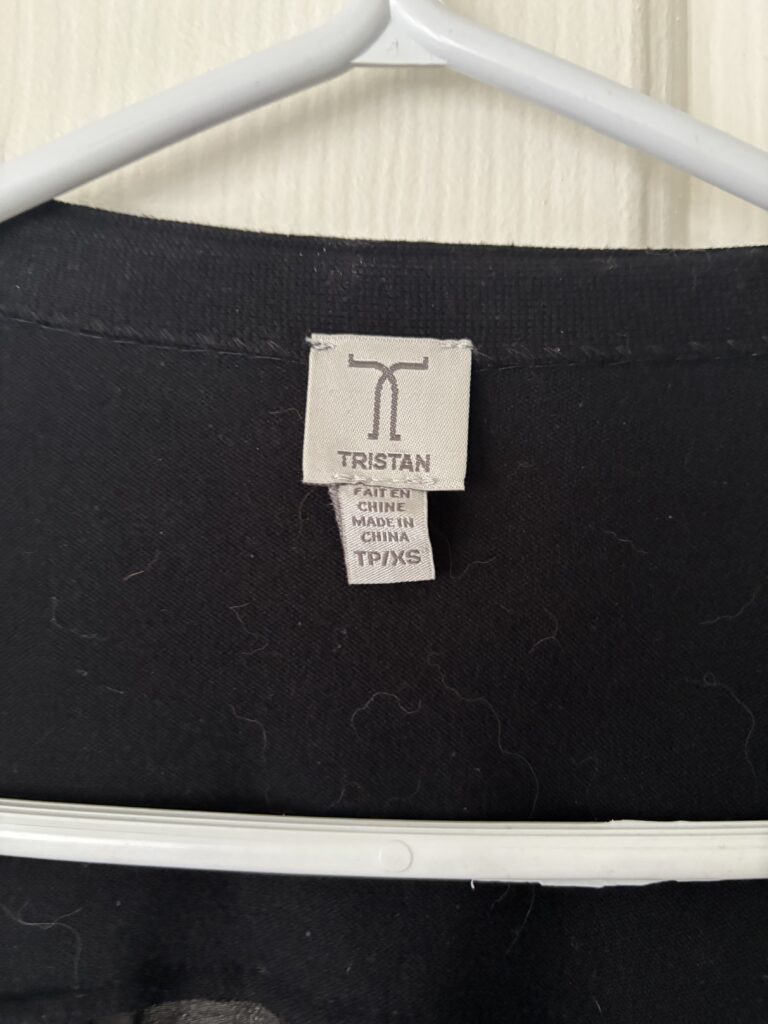 TRISTAN
FAIT EN
CHINE
MADE IN
CHINA
TP/XS